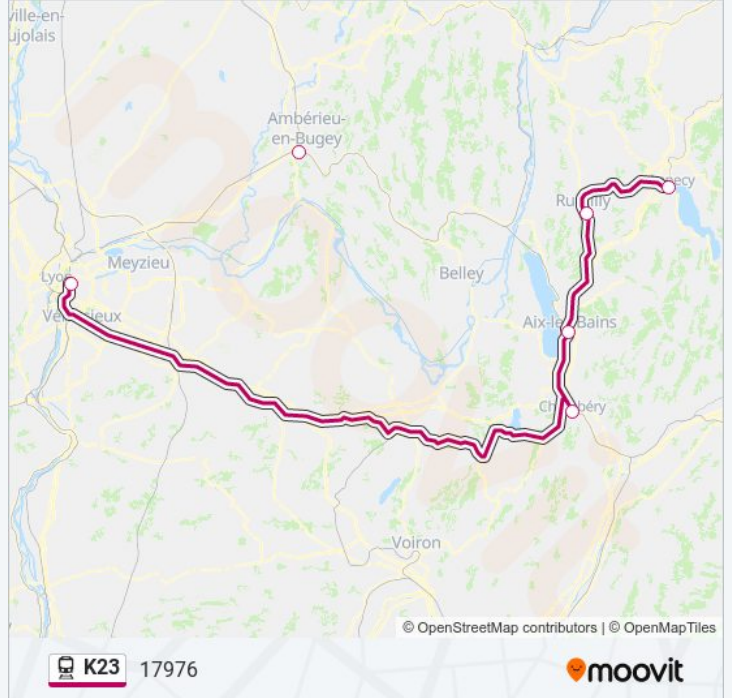 ville-en-
ujolais
Ambérieu-
en-Bugey
Meyzieu
Lyon
Belley
Aix-les-Bains
Voiron
© OpenStreetMap contributors | © OpenMapTiles
K23 17976
moovit